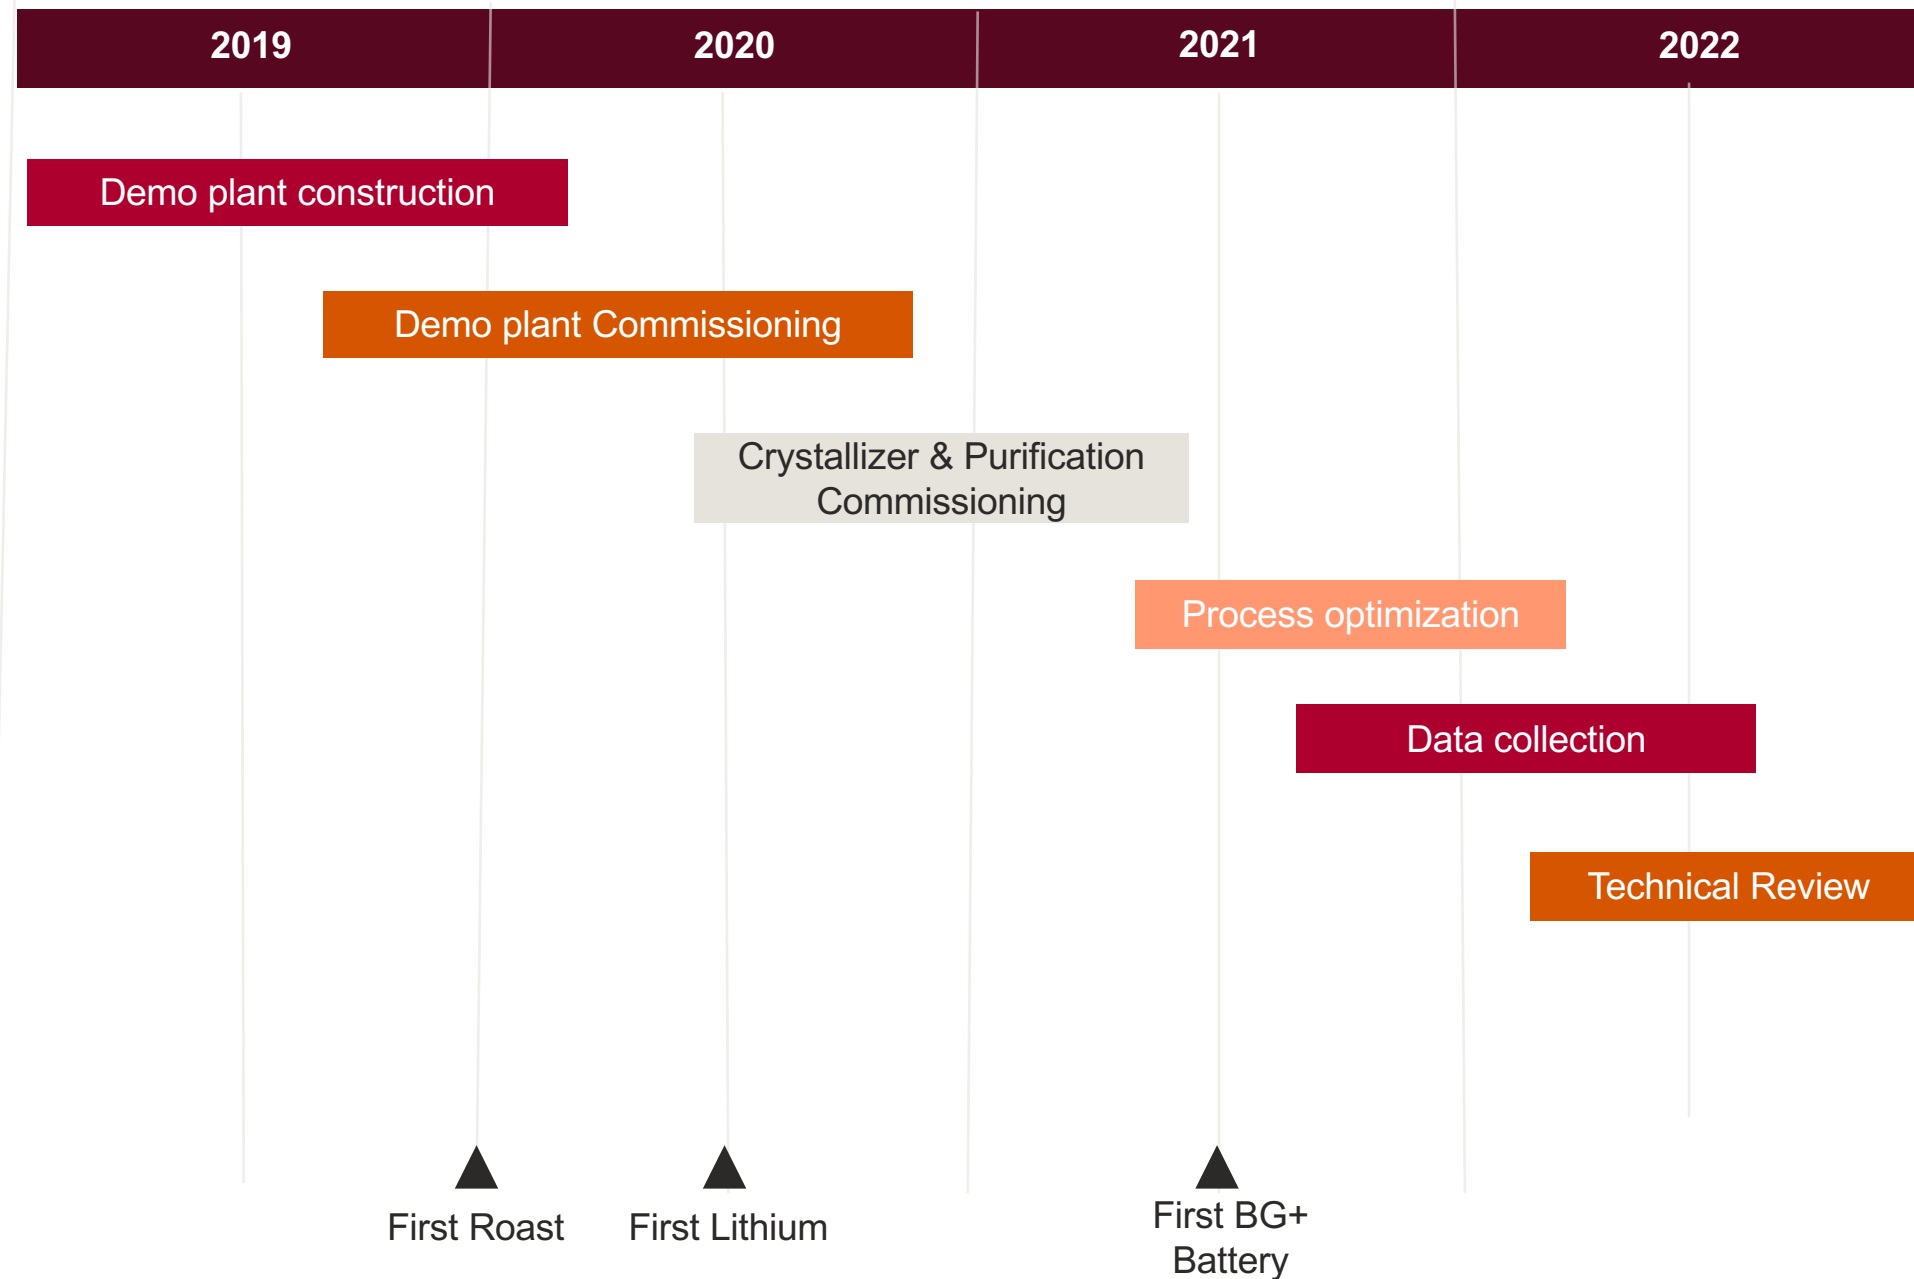 2019
2020
2021
2022
Demo plant construction
Demo plant Commissioning
Crystallizer & Purification
Commissioning
Process optimization
Data collection
Technical Review
First Roast
First Lithium
First BG+
Battery